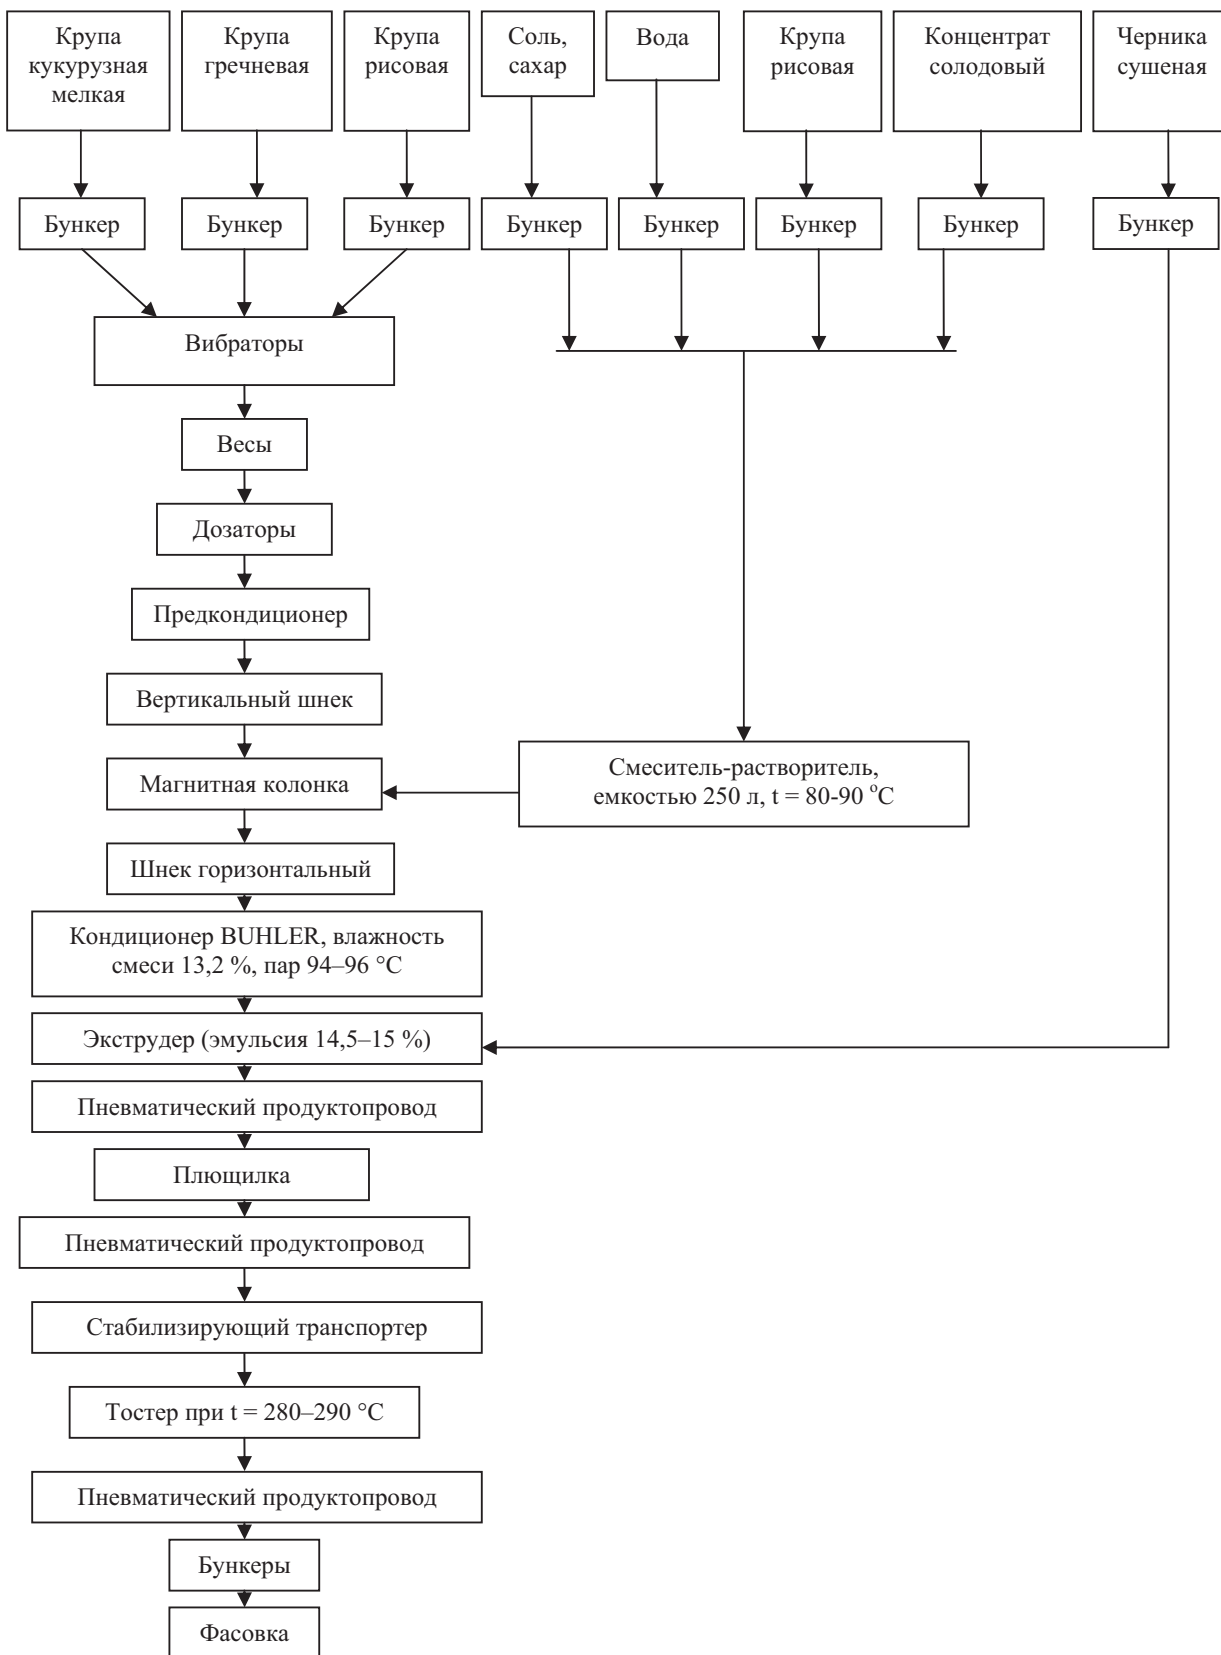 Крупа
кукурузная
мелкая
Крупа
гречневая
Крупа
рисовая
Соль,
сахар
Вода
Крупа
рисовая
Концентрат
солодовый
Черника
сушеная
Бункер
Бункер
Бункер
Бункер
Бункер
Бункер
Бункер
Бункер
Вибраторы
Весы
Дозаторы
Предкондиционер
Вертикальный шнек
Магнитная колонка
Смеситель-растворитель,
емкостью 250 л, t = 80-90 °С
Шнек горизонтальный
Кондиционер BUHLER, влажность
смеси 13,2 %, пар 94–96 °С
Экструдер (эмульсия 14,5–15 %)
Пневматический продуктопровод
Плющилка
Пневматический продуктопровод
Стабилизирующий транспортер
Тостер при t = 280–290 °С
Пневматический продуктопровод
Бункеры
Фасовка